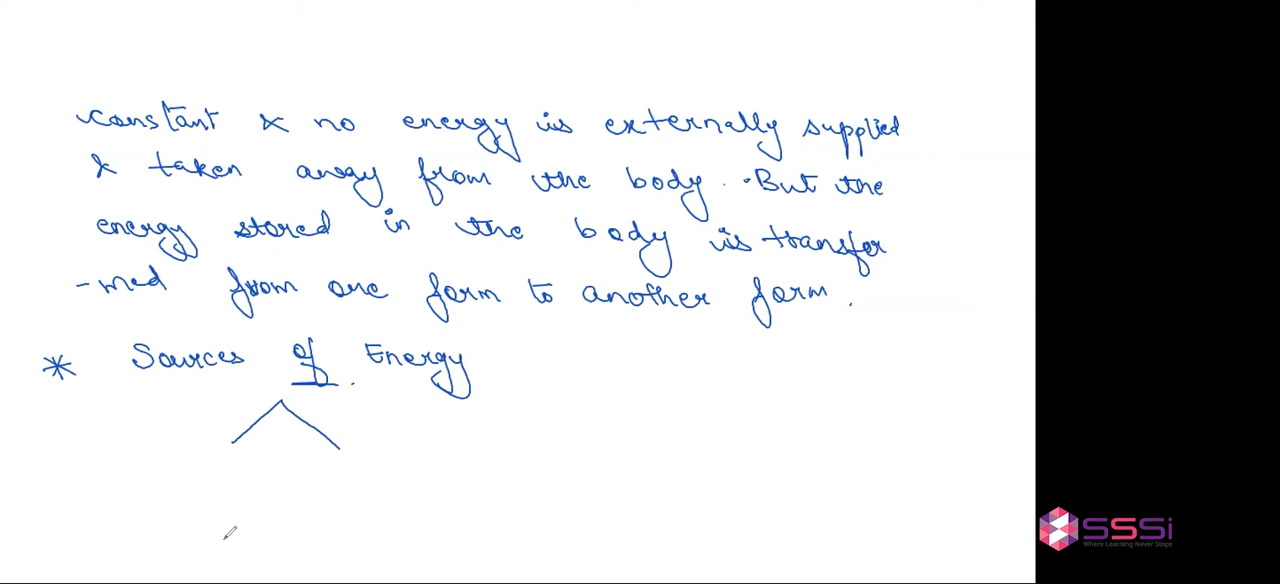 constant & no energy is externally supplied
& taken away from the body. But the
energy stored in the body is transfor
-med from one form to another form.
* Sources of Energy
SSSi
Where Learning Never Stops